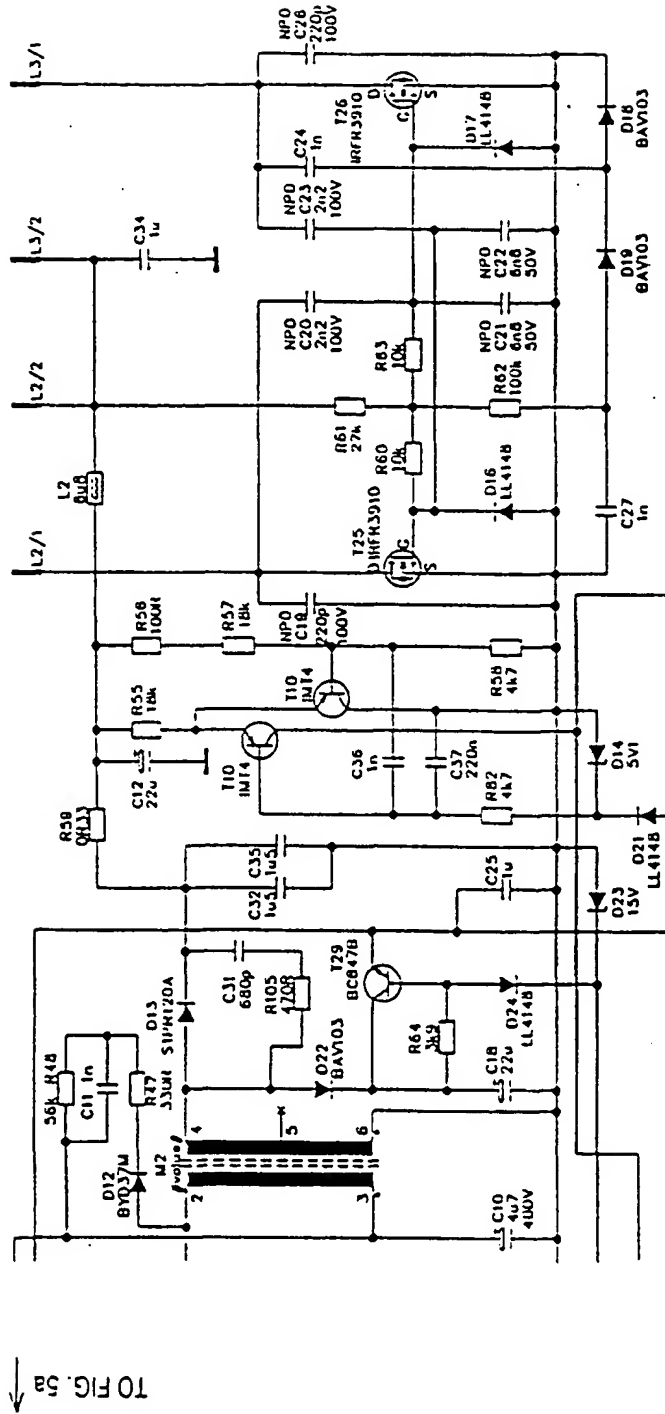 L3/1
L3/2
L2/2
L2/1
NPO
C26
220p
100V
T26
IRFR3910
D
G
S
D17
LL4148
D18
BAV103
C24
1n
NPO
C23
2n2
100V
C34
1u
NPO
C22
6n8
50V
D19
BAV103
NPO
C20
2n2
100V
R63
10k
NPO
C21
6n8
50V
R61
27k
R62
100k
R60
10k
D16
LL4148
C27
1n
L2
6u8
T25
IRFR3910
D
G
S
NPO
C19
220p
100V
R56
100R
R57
18k
R58
4k7
R55
18k
T10
IMT4
T10
IMT4
C12
22u
C36
1n
C37
220n
R82
4k7
D14
5V1
D21
LL4148
R59
0R33
C35
1u5
C32
1u5
C25
1u
D23
15V
D13
S1PR120A
C31
680p
R105
470R
T29
BC847B
R64
3k9
D24
LL4148
D22
BAV103
C18
22u
56k R48
C11 1n
R47
330R
D12
BYD37M
M2
*value*
2
3
4
5
6
C10
4u7
400V
TO FIG. 5a